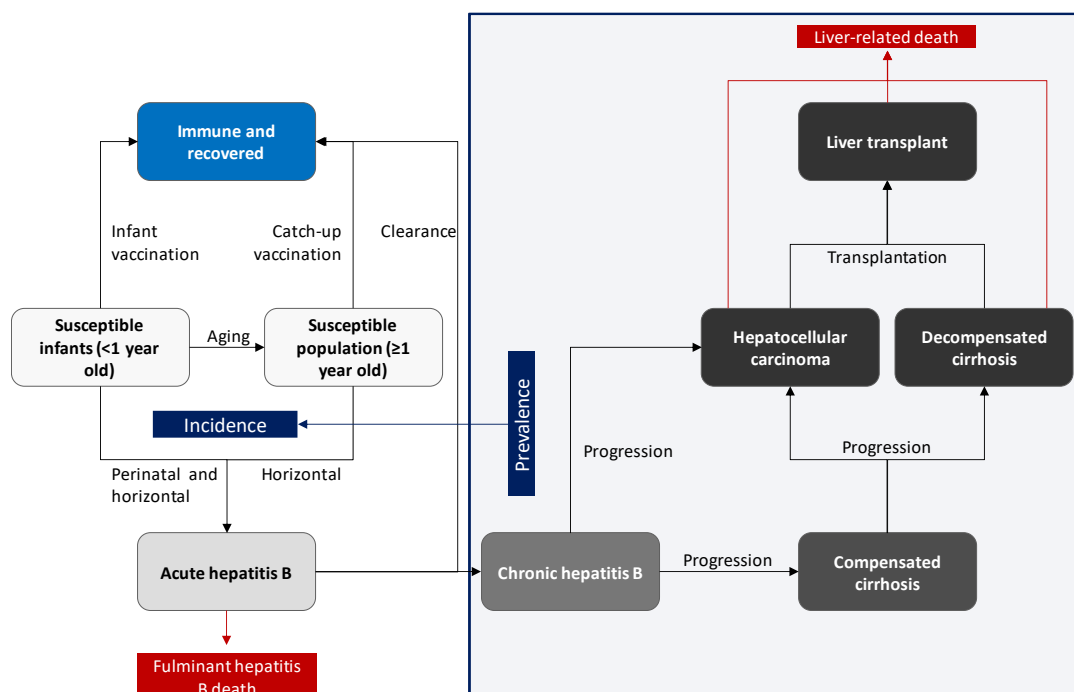 Liver-related death
Immune and
recovered
Liver transplant
Infant
vaccination
Catch-up
vaccination
Clearance
Transplantation
Susceptible
infants (<1 year
old)
Aging
Susceptible
population (≥1
year old)
Hepatocellular
carcinoma
Decompensated
cirrhosis
Incidence
Prevalence
Progression
Progression
Perinatal and
horizontal
Horizontal
Acute hepatitis B
Chronic hepatitis B
Progression
Compensated
cirrhosis
Fulminant hepatitis
B death